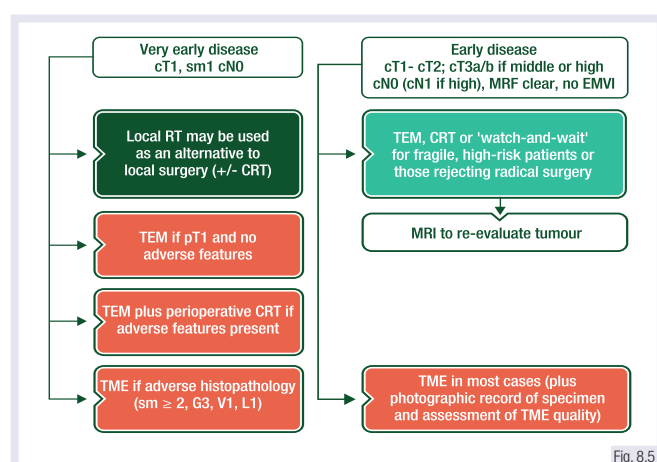 Very early disease
cT1, sm1 cN0
Early disease
cT1- cT2; cT3a/b if middle or high
cN0 (cN1 if high), MRF clear, no EMVI
Local RT may be used
as an alternative to
local surgery (+/- CRT)
TEM, CRT or 'watch-and-wait'
for fragile, high-risk patients or
those rejecting radical surgery
MRI to re-evaluate tumour
TEM if pT1 and no
adverse features
TEM plus perioperative CRT if
adverse features present
TME if adverse histopathology
(sm ≥ 2, G3, V1, L1)
TME in most cases (plus
photographic record of specimen
and assessment of TME quality)
Fig. 8.5